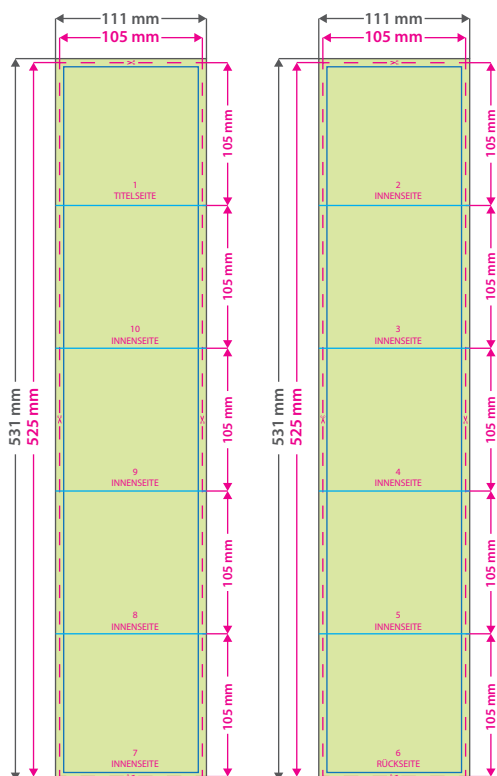 111 mm
105 mm
531 mm
525 mm
105 mm
1
TITELSEITE
105 mm
10
INNENSEITE
105 mm
9
INNENSEITE
105 mm
8
INNENSEITE
105 mm
7
INNENSEITE
111 mm
105 mm
531 mm
525 mm
105 mm
2
INNENSEITE
105 mm
3
INNENSEITE
105 mm
4
INNENSEITE
105 mm
5
INNENSEITE
105 mm
6
RÜCKSEITE